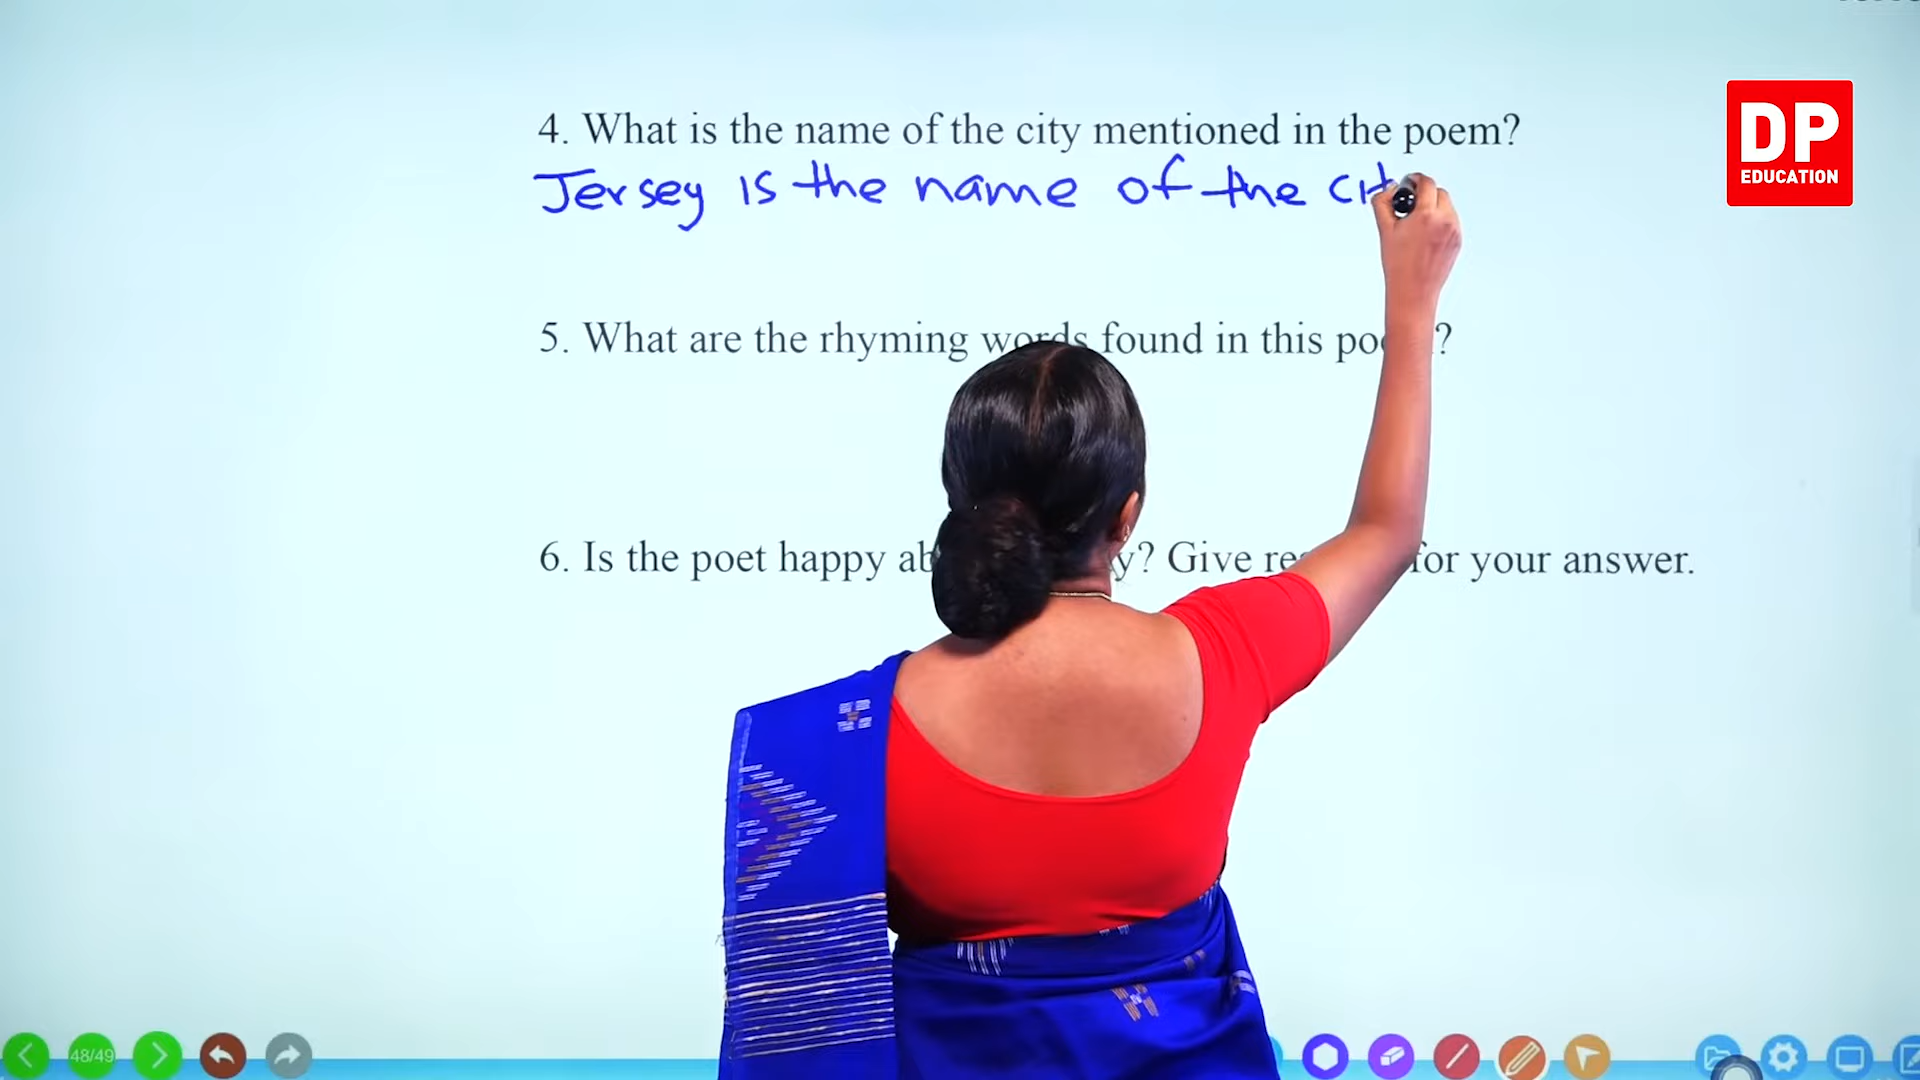 4. What is the name of the city mentioned in the poem?
Jersey is the name of the
5. What are the rhyming words found in this
6. Is the poet happy Give for your answer.
DP
EDUCATION
48/49